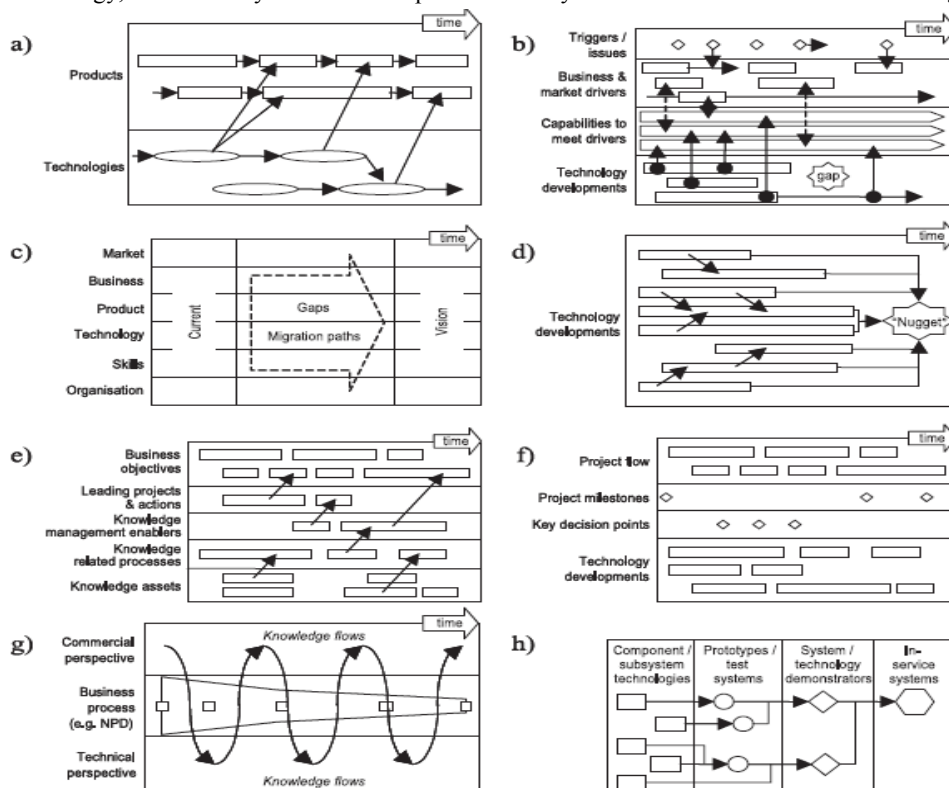 a)
time
Products
Technologies
b)
time
Triggers /
issues
Business &
market drivers
Capabilities to
meet drivers
Technology
developments
gap
c)
time
Market
Business
Product
Technology
Skills
Organisation
Current
Gaps
Migration paths
Vision
d)
time
Technology
developments
"Nugget"
e)
time
Business
objectives
Leading projects
& actions
Knowledge
management enablers
Knowledge
related processes
Knowledge assets
f)
time
Project flow
Project milestones
Key decision points
Technology
developments
g)
time
Commercial
perspective
Knowledge flows
Business
process
(e.g. NPD)
Technical
perspective
Knowledge flows
h)
Component /
subsystem
technologies
Prototypes /
test
systems
System /
technology
demonstrators
In-
service
systems